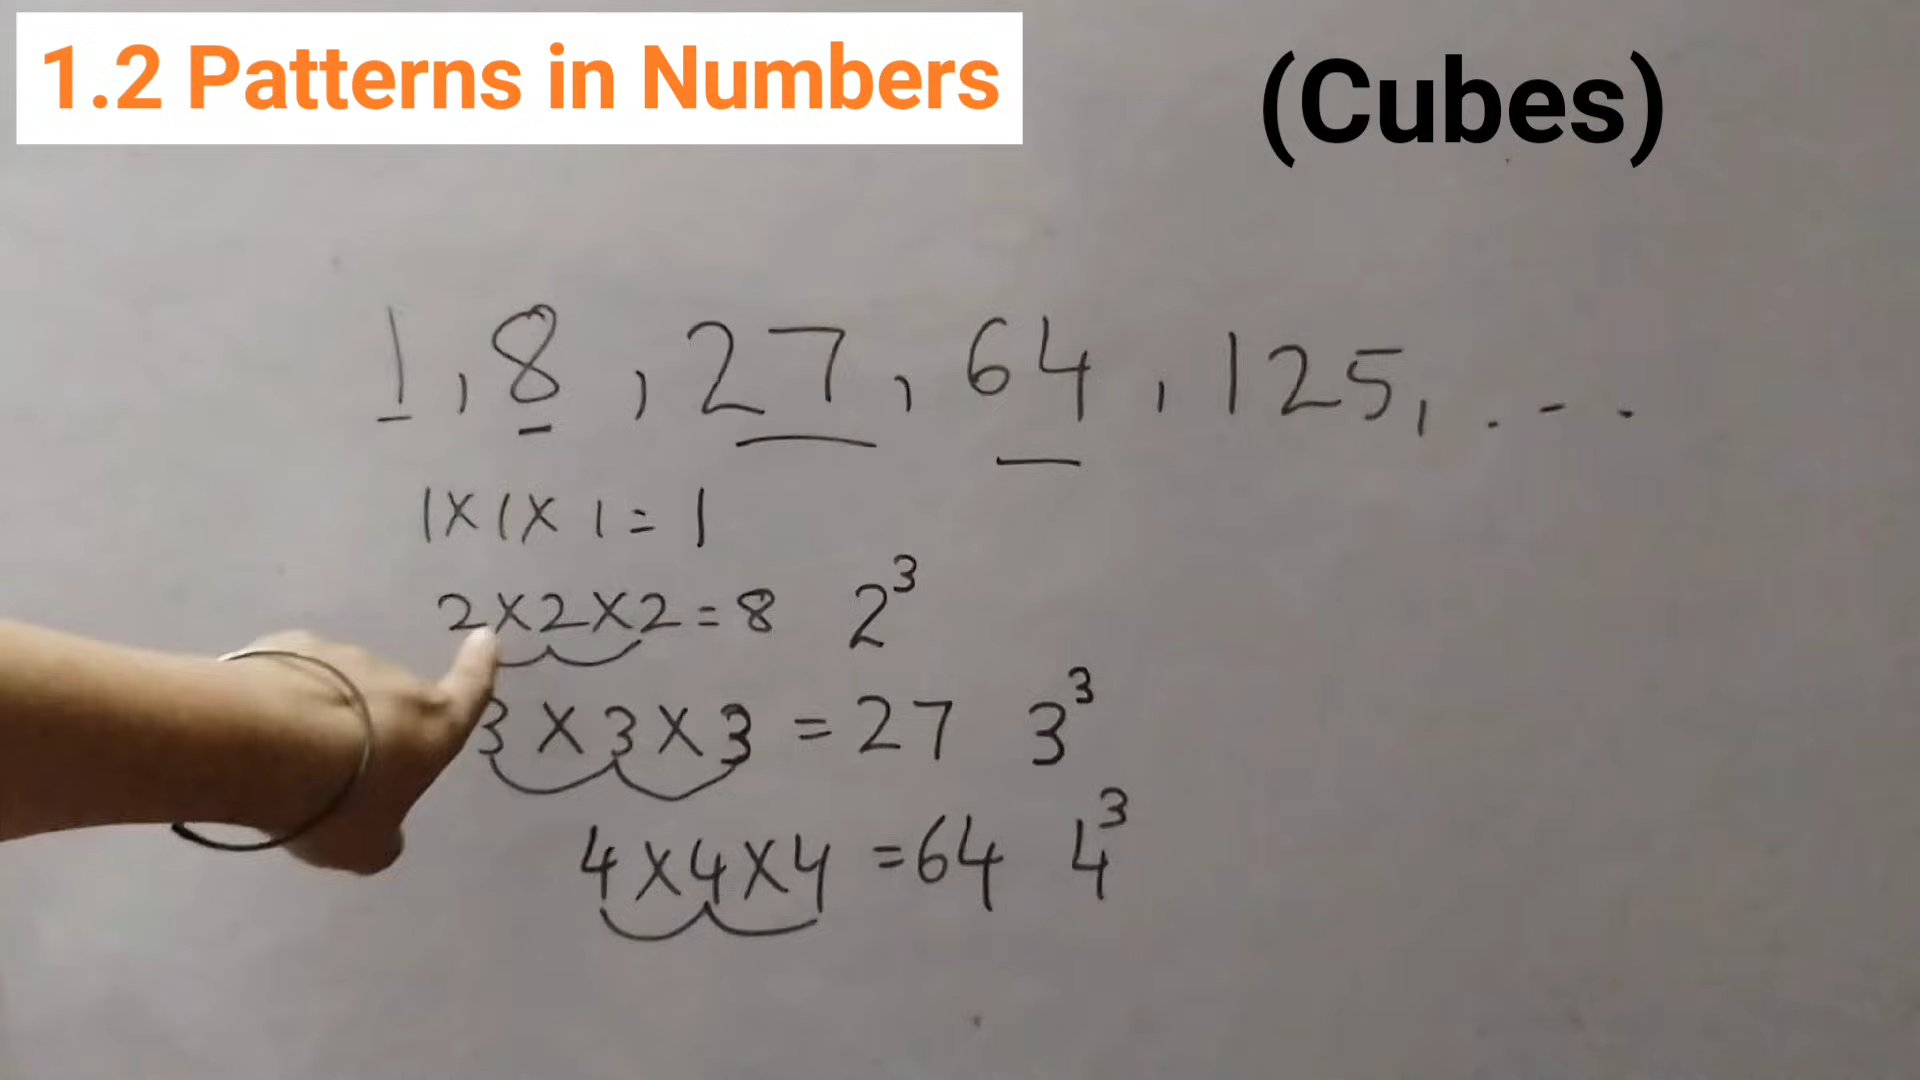 1.2 Patterns in Numbers (Cubes)
1, 8, 27, 64, 125, ....
1×1×1=1
2×2×2=8 2³
3×3×3=27 3³
4×4×4=64 4³